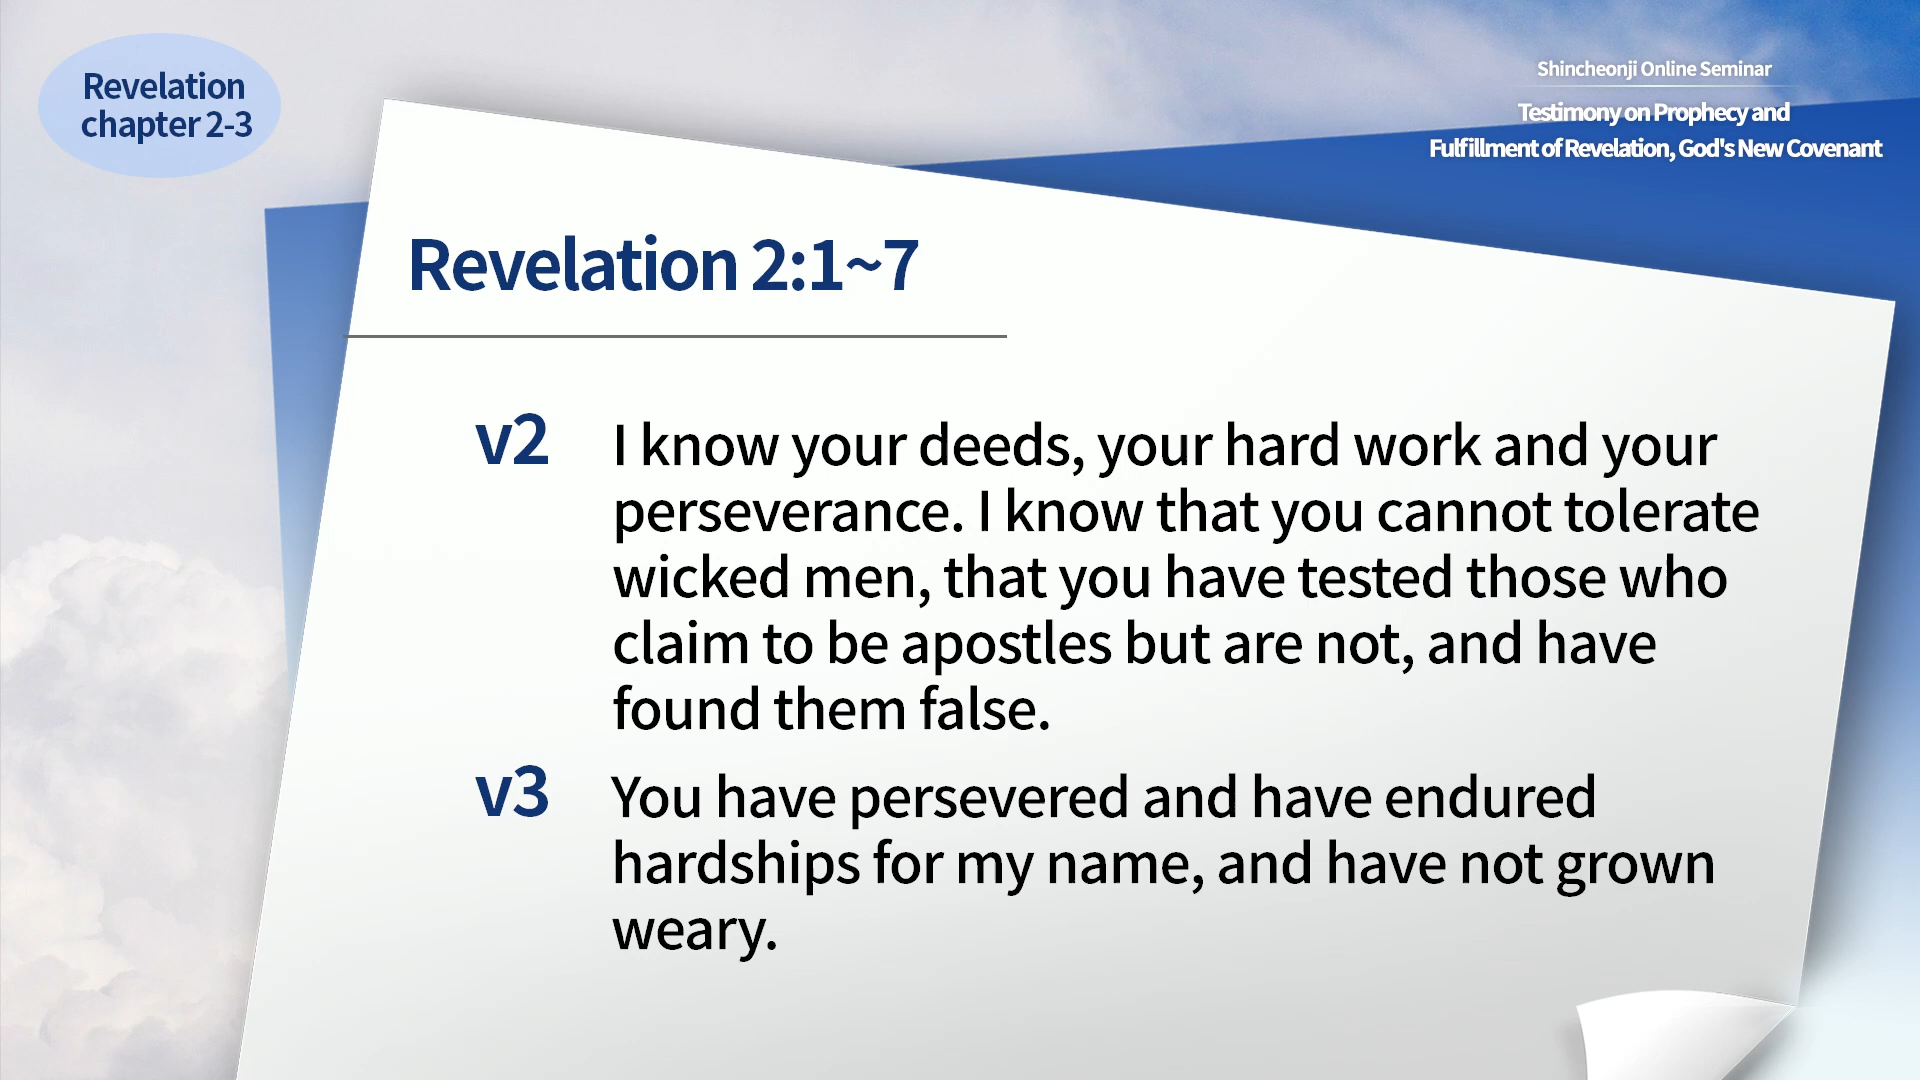 Revelation
chapter 2-3
Shincheonji Online Seminar
Testimony on Prophecy and
Fulfillment of Revelation, God's New Covenant
Revelation 2:1~7
v2 I know your deeds, your hard work and your
perseverance. I know that you cannot tolerate
wicked men, that you have tested those who
claim to be apostles but are not, and have
found them false.
v3 You have persevered and have endured
hardships for my name, and have not grown
weary.